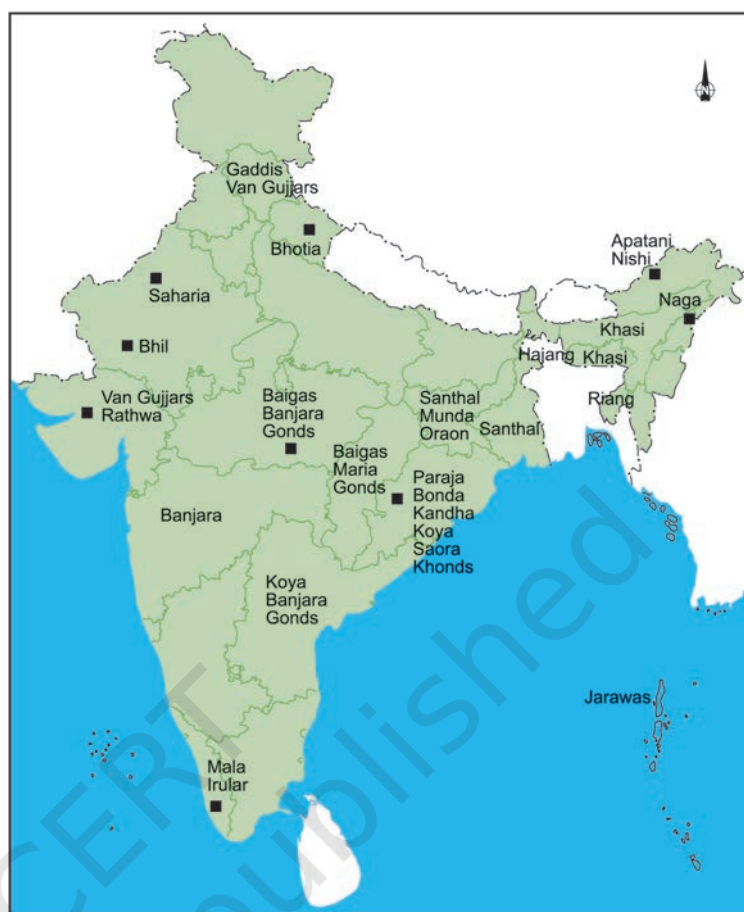 N
Gaddis
Van Gujjars
Bhotia
Apatani
Nishi
Saharia
Naga
Khasi
Bhil
Hajang
Khasi
Van Gujjars
Rathwa
Baigas
Banjara
Gonds
Santhal
Munda
Oraon
Santhal
Riang
Baigas
Maria
Gonds
Paraja
Bonda
Kandha
Koya
Saora
Khonds
Banjara
Koya
Banjara
Gonds
Jarawas
Mala
Irular
CERT
published